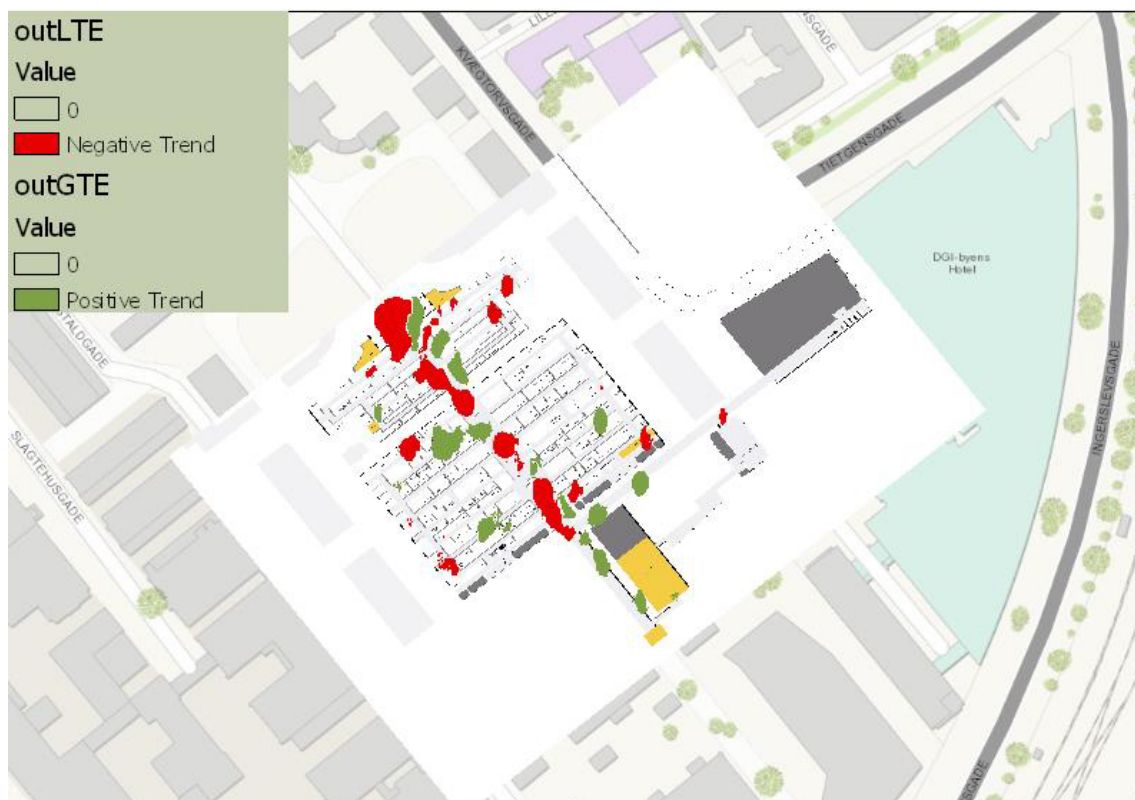 outLTE
Value
0
Negative Trend
outGTE
Value
0
Positive Trend
KVÆGTORVSGADE
TIETGENSGADE
DGI-byens
Hotel
INGERSLEVSGADE
SLAGTEHUSGADE